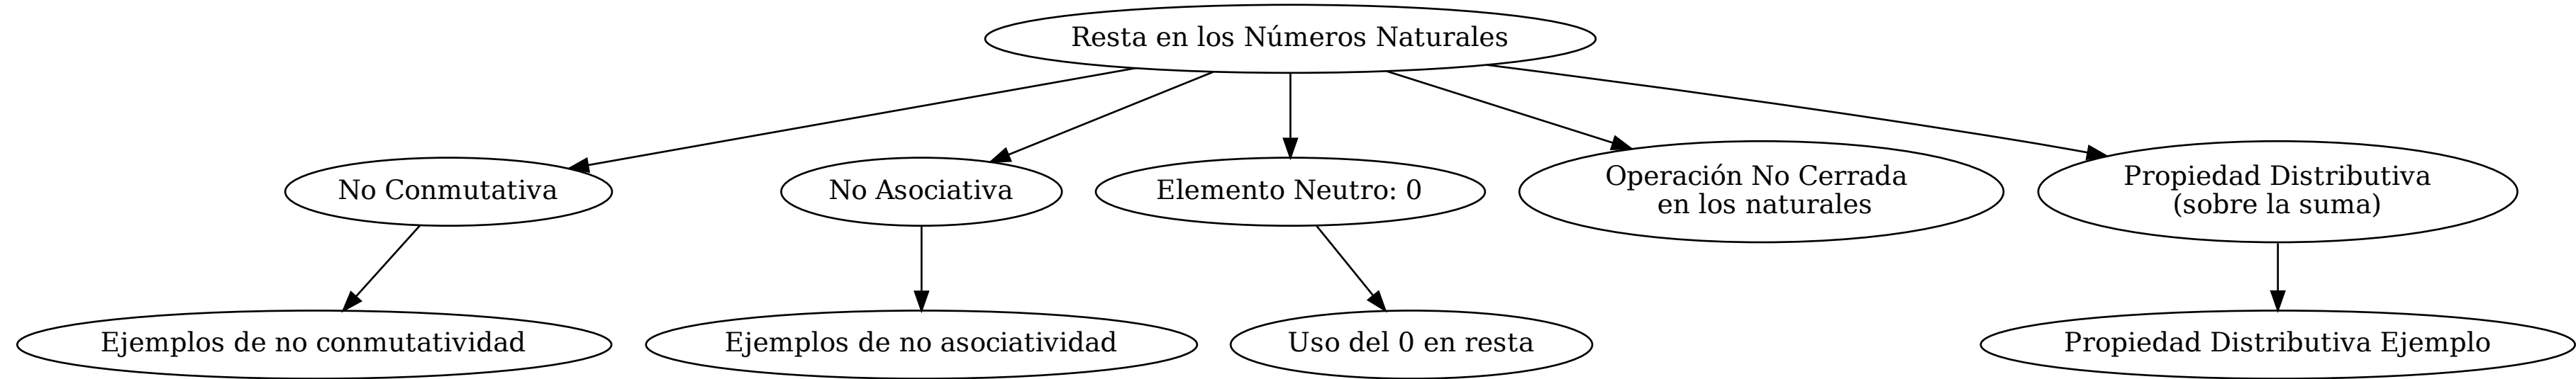 Resta en los Números Naturales
No Conmutativa
No Asociativa
Elemento Neutro: 0
Operación No Cerrada
en los naturales
Propiedad Distributiva
(sobre la suma)
Ejemplos de no conmutatividad
Ejemplos de no asociatividad
Uso del 0 en resta
Propiedad Distributiva Ejemplo